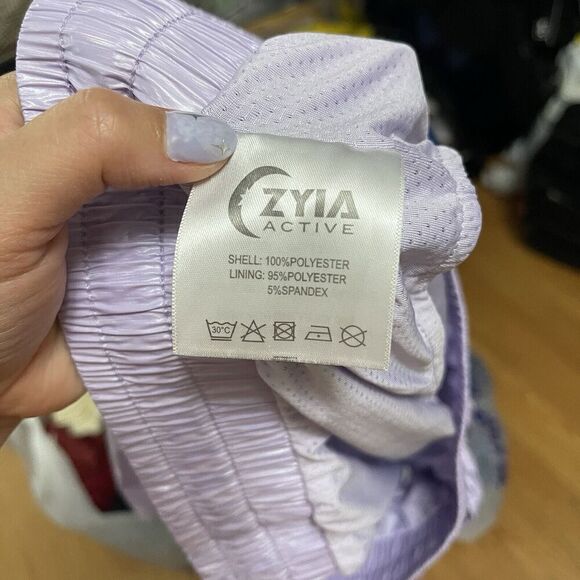 ZYIA
ACTIVE
SHELL: 100%POLYESTER
LINING: 95%POLYESTER
5%SPANDEX
30°C